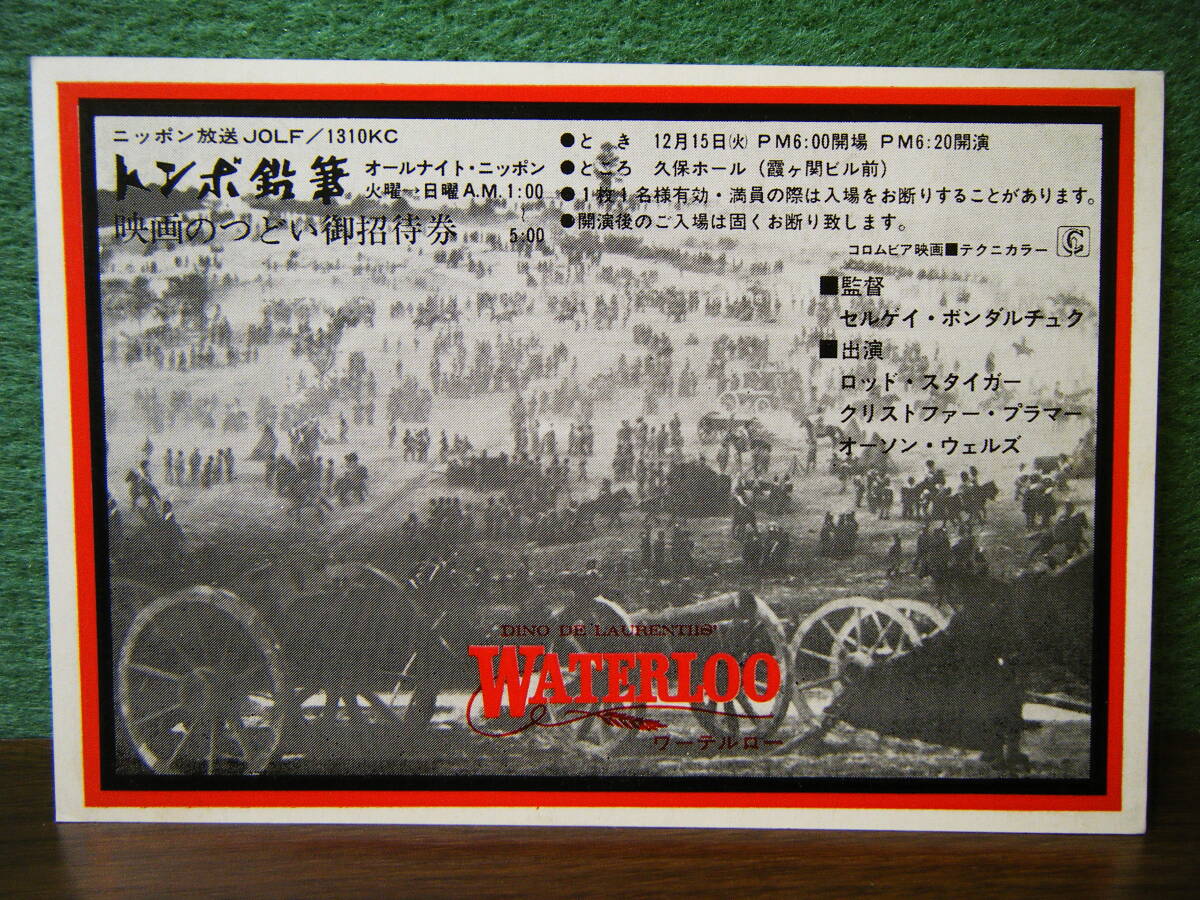 ニッポン放送JOLF/1310KC
トンボ鉛筆
オールナイト・ニッポン
火曜→日曜A.M.1:00
〜
5:00
映画のつどい御招待券
●とき 12月15日㈫ PM6:00開場 PM6:20開演
●ところ 久保ホール（霞ヶ関ビル前）
●1枚1名様有効・満員の際は入場をお断りすることがあります。
●開演後のご入場は固くお断り致します。
コロムビア映画■テクニカラー
■監督
セルゲイ・ボンダルチュク
■出演
ロッド・スタイガー
クリストファー・プラマー
オーソン・ウェルズ
DINO DE LAURENTIIS'
WATERLOO
ワーテルロー